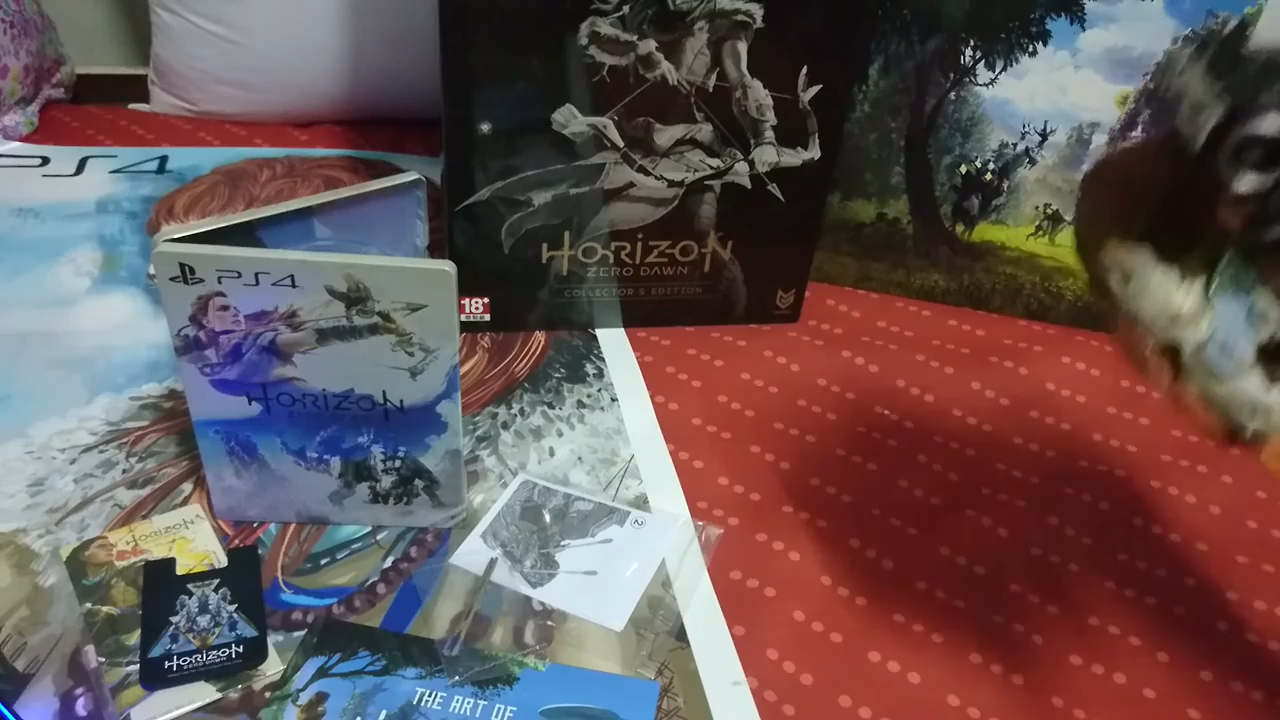 PS4
HORIZON
ZERO DAWN
COLLECTOR'S EDITION
18+
PS4
HORIZON
HORIZON
HORIZON
ZERO DAWN
2
THE ART OF